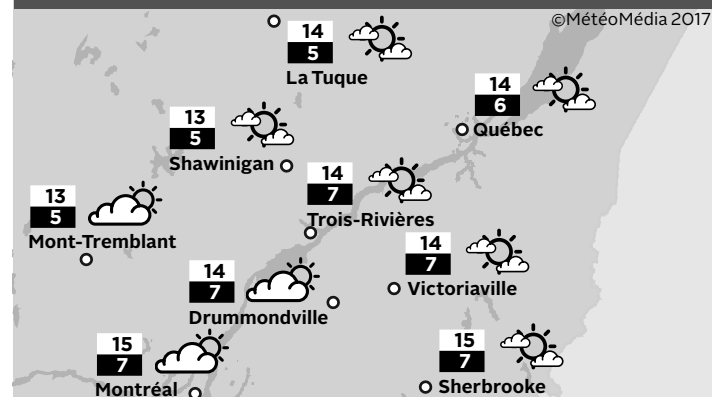 ©MétéoMédia 2017
14
5
La Tuque
14
6
Québec
13
5
Shawinigan
14
7
Trois-Rivières
13
5
Mont-Tremblant
14
7
Victoriaville
14
7
Drummondville
15
7
Montréal
15
7
Sherbrooke